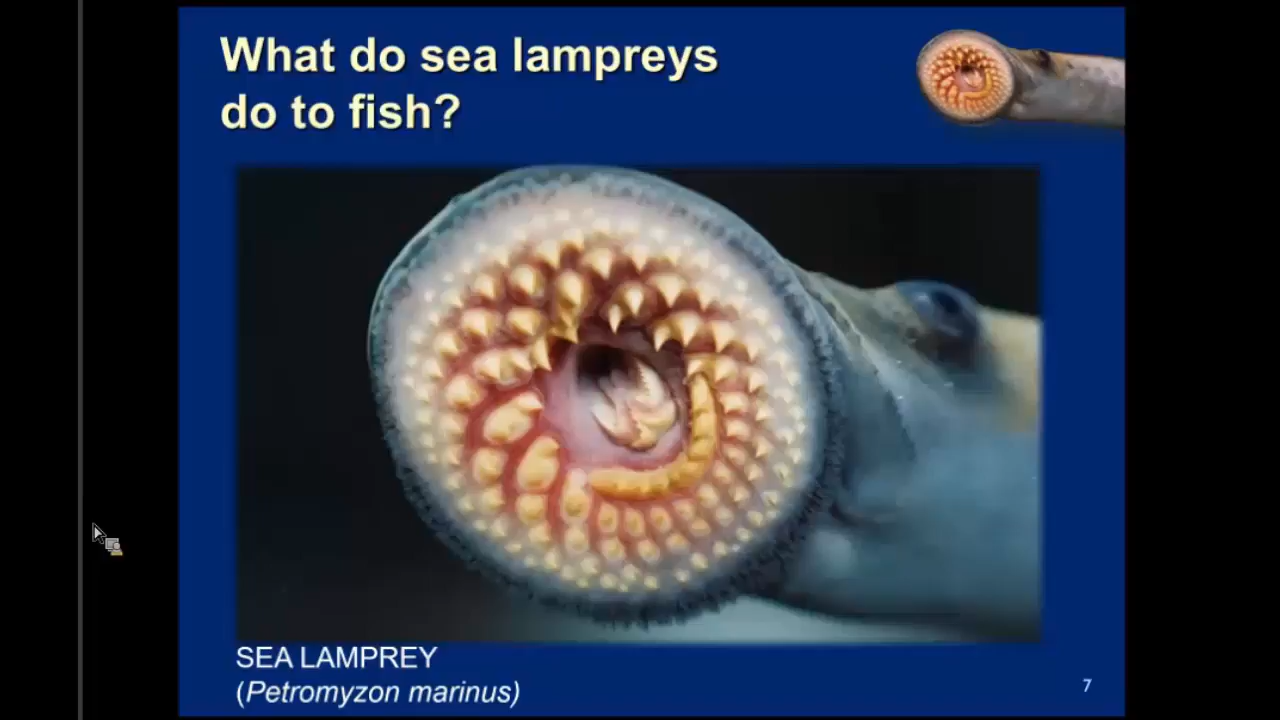 What do sea lampreys
do to fish?
SEA LAMPREY
(Petromyzon marinus)
7